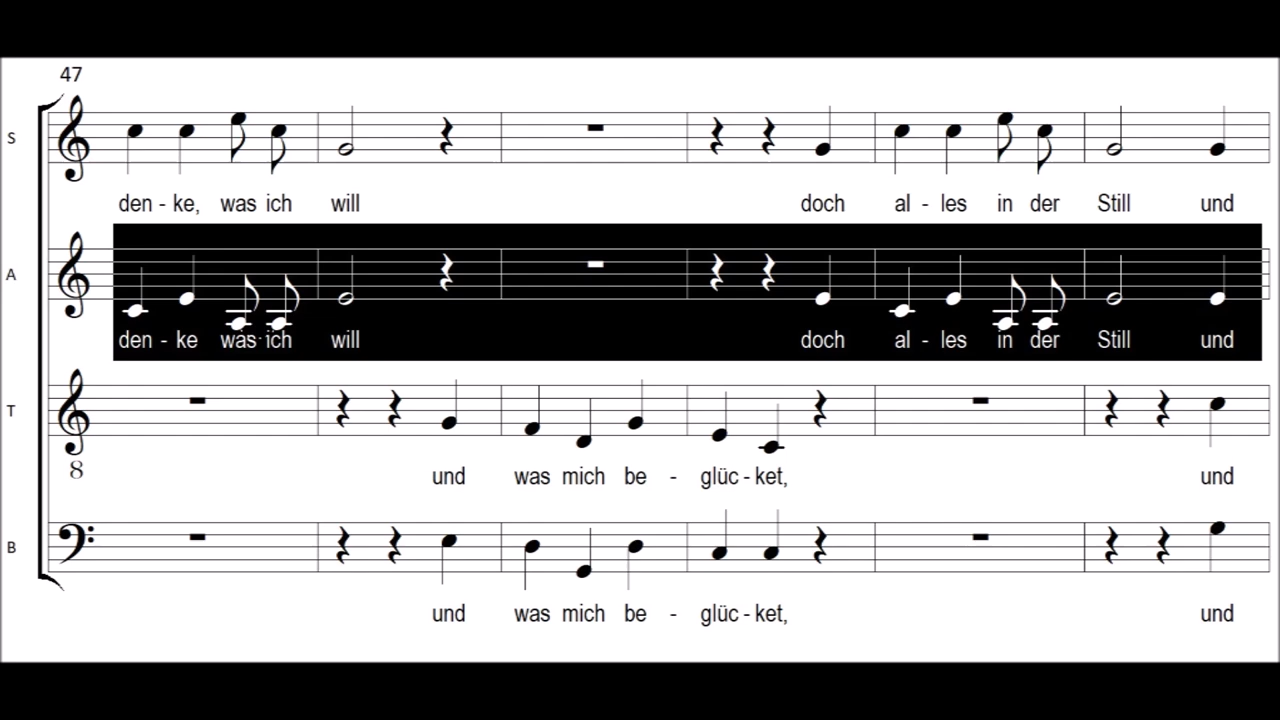 47
S
den - ke, was ich will doch al - les in der Still und
A
den - ke was ich will doch al - les in der Still und
T
8
und was mich be - glüc - ket, und
B
und was mich be - glüc - ket, und